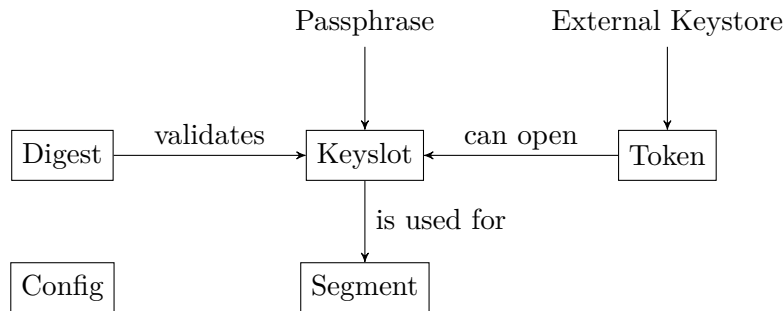 Passphrase
External Keystore
Digest
validates
Keyslot
can open
Token
is used for
Config
Segment